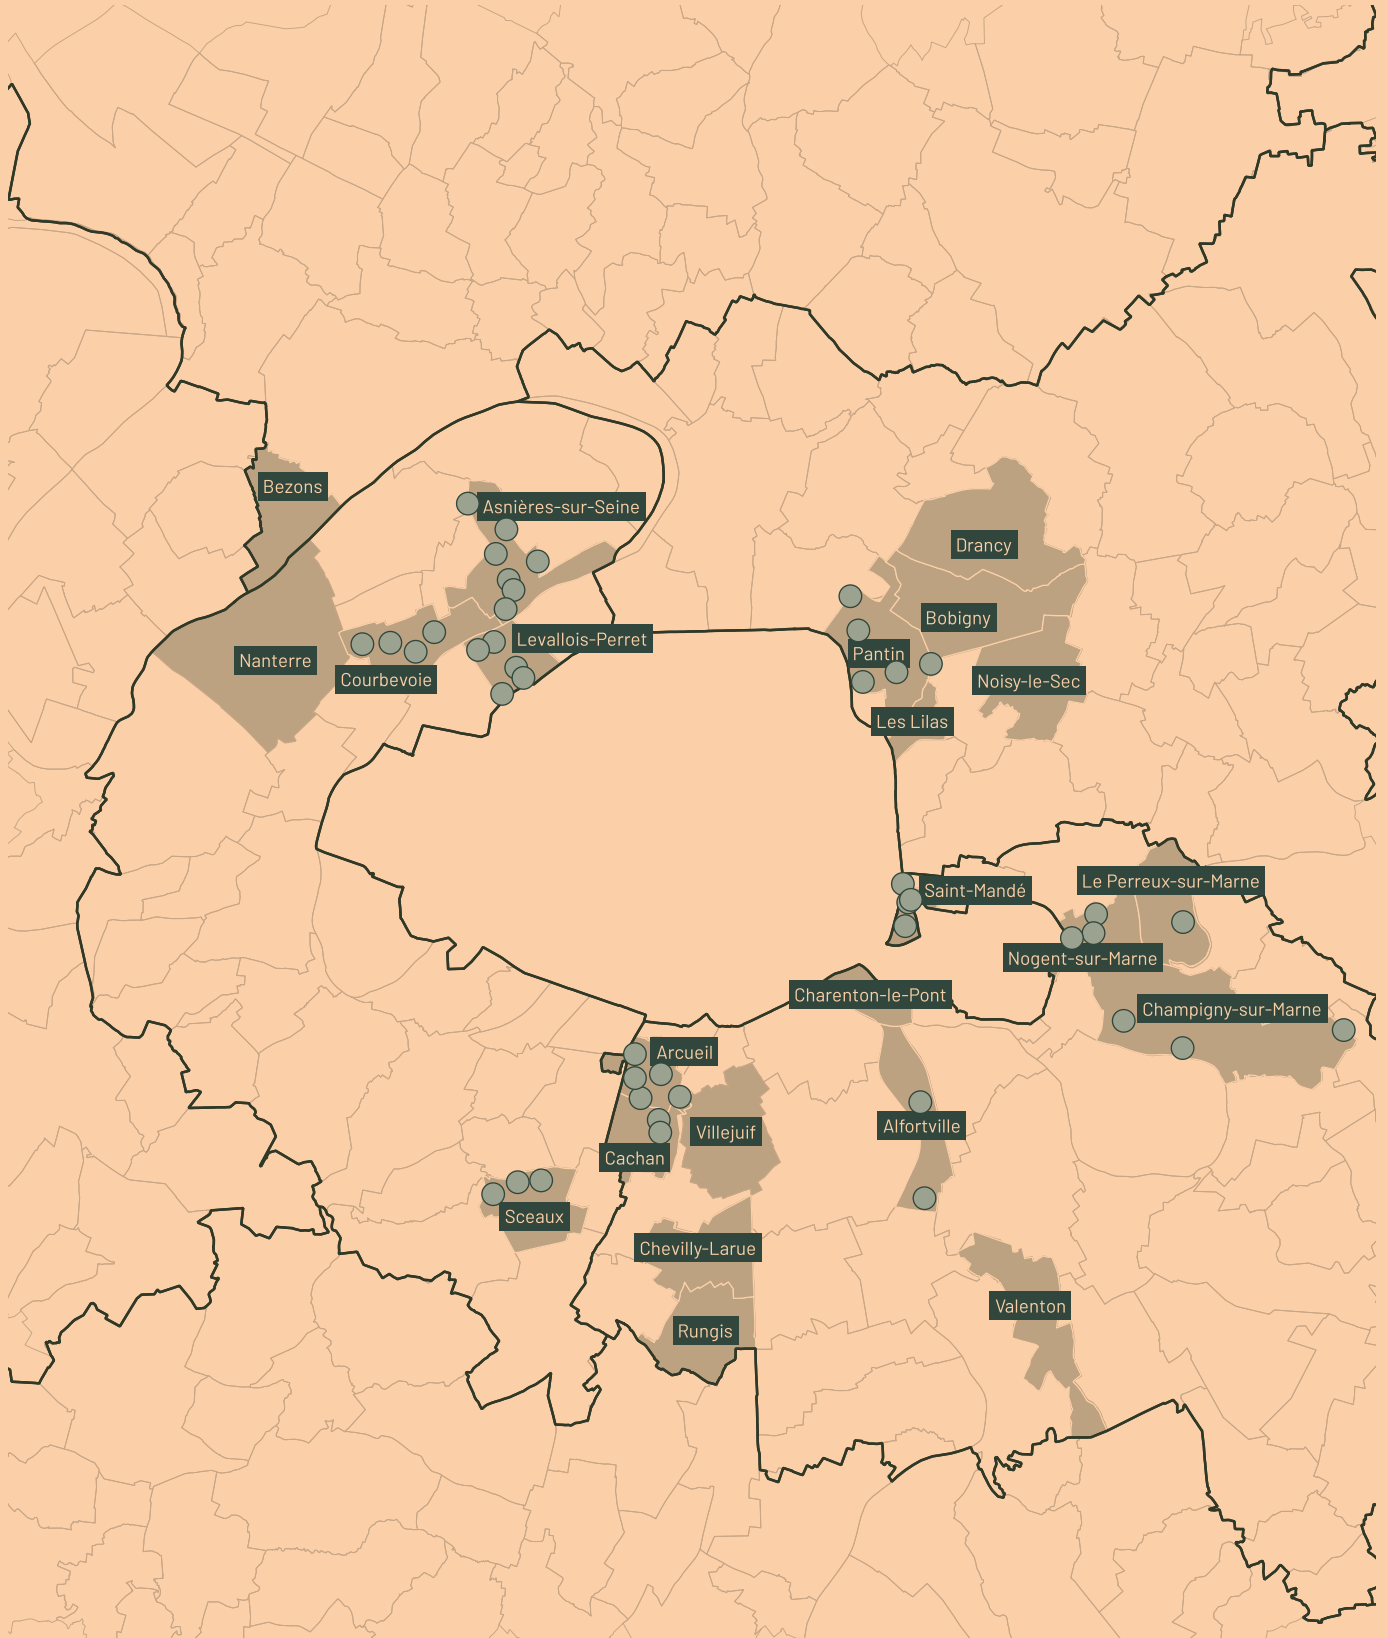 Bezons
Asnières-sur-Seine
Drancy
Bobigny
Levallois-Perret
Pantin
Nanterre
Courbevoie
Noisy-le-Sec
Les Lilas
Le Perreux-sur-Marne
Saint-Mandé
Nogent-sur-Marne
Charenton-le-Pont
Champigny-sur-Marne
Arcueil
Alfortville
Villejuif
Cachan
Sceaux
Chevilly-Larue
Valenton
Rungis